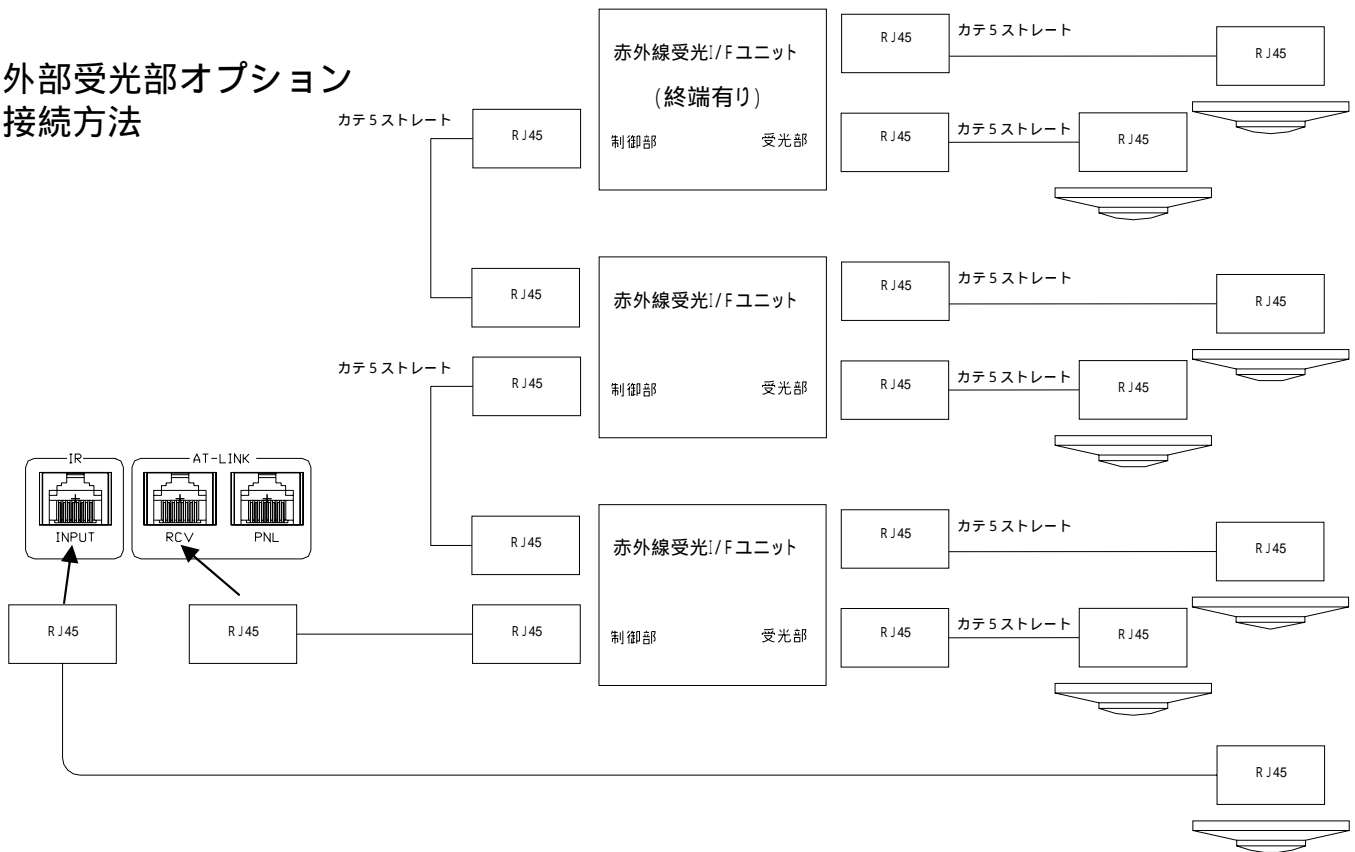 外部受光部オプション
接続方法
カテ5ストレート
RJ45
赤外線受光I/Fユニット
(終端有り)
制御部 受光部
RJ45
カテ5ストレート
RJ45
RJ45
カテ5ストレート
RJ45
RJ45
赤外線受光I/Fユニット
RJ45
カテ5ストレート
RJ45
カテ5ストレート
RJ45
制御部 受光部
RJ45
カテ5ストレート
RJ45
IR
AT-LINK
INPUT
RCV
PNL
RJ45
赤外線受光I/Fユニット
RJ45
カテ5ストレート
RJ45
RJ45
RJ45
RJ45
制御部 受光部
RJ45
カテ5ストレート
RJ45
RJ45